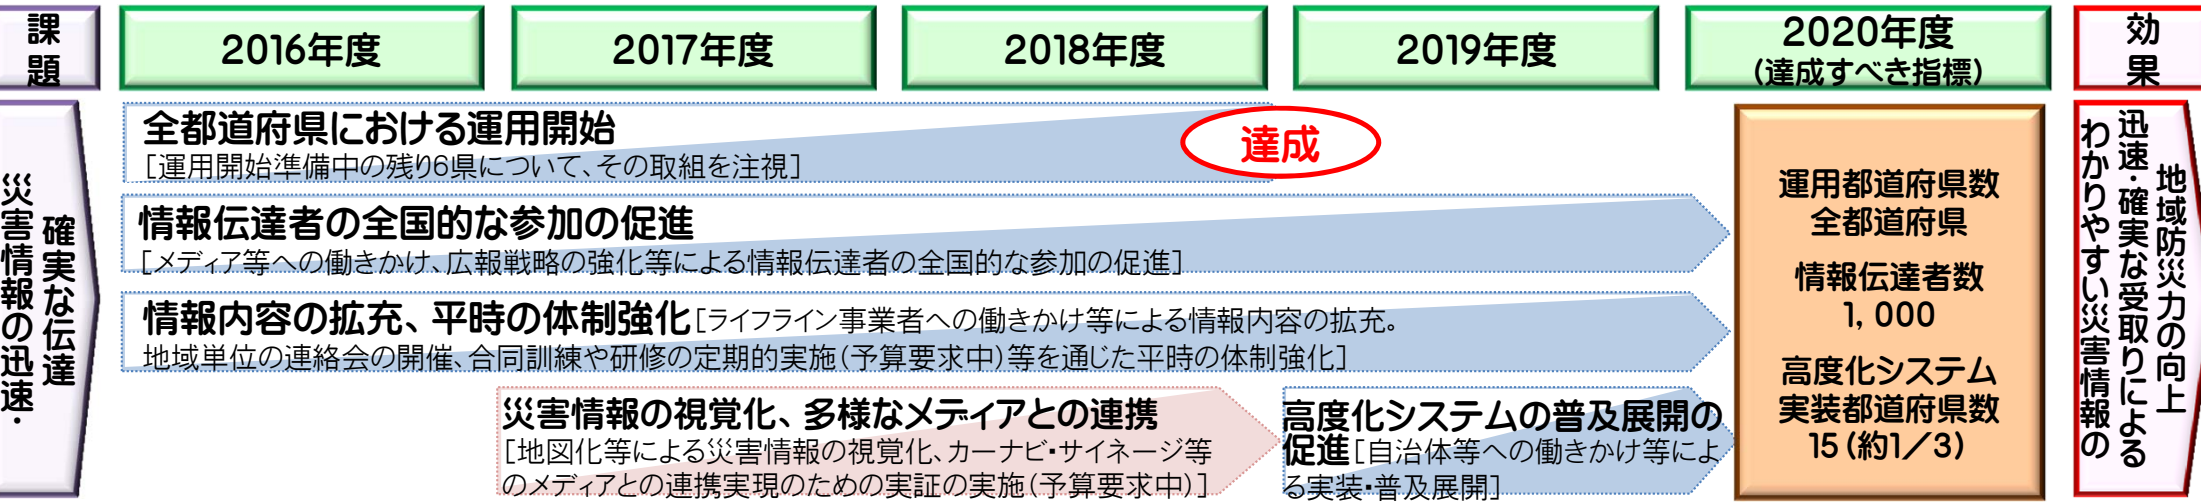 課
題
2016年度
2017年度
2018年度
2019年度
2020年度
(達成すべき指標)
効
果
災害情報の迅速・
確実な伝達
全都道府県における運用開始
[運用開始準備中の残り6県について、その取組を注視]
達成
情報伝達者の全国的な参加の促進
[メディア等への働きかけ、広報戦略の強化等による情報伝達者の全国的な参加の促進]
情報内容の拡充、平時の体制強化[ライフライン事業者への働きかけ等による情報内容の拡充。
地域単位の連絡会の開催、合同訓練や研修の定期的実施(予算要求中)等を通じた平時の体制強化]
災害情報の視覚化、多様なメディアとの連携
[地図化等による災害情報の視覚化、カーナビ・サイネージ等
のメディアとの連携実現のための実証の実施(予算要求中)]
高度化システムの普及展開の
促進[自治体等への働きかけ等によ
る実装・普及展開]
運用都道府県数
全都道府県
情報伝達者数
1,000
高度化システム
実装都道府県数
15(約1/3)
わかりやすい災害情報の
迅速・確実な受取りによる
地域防災力の向上